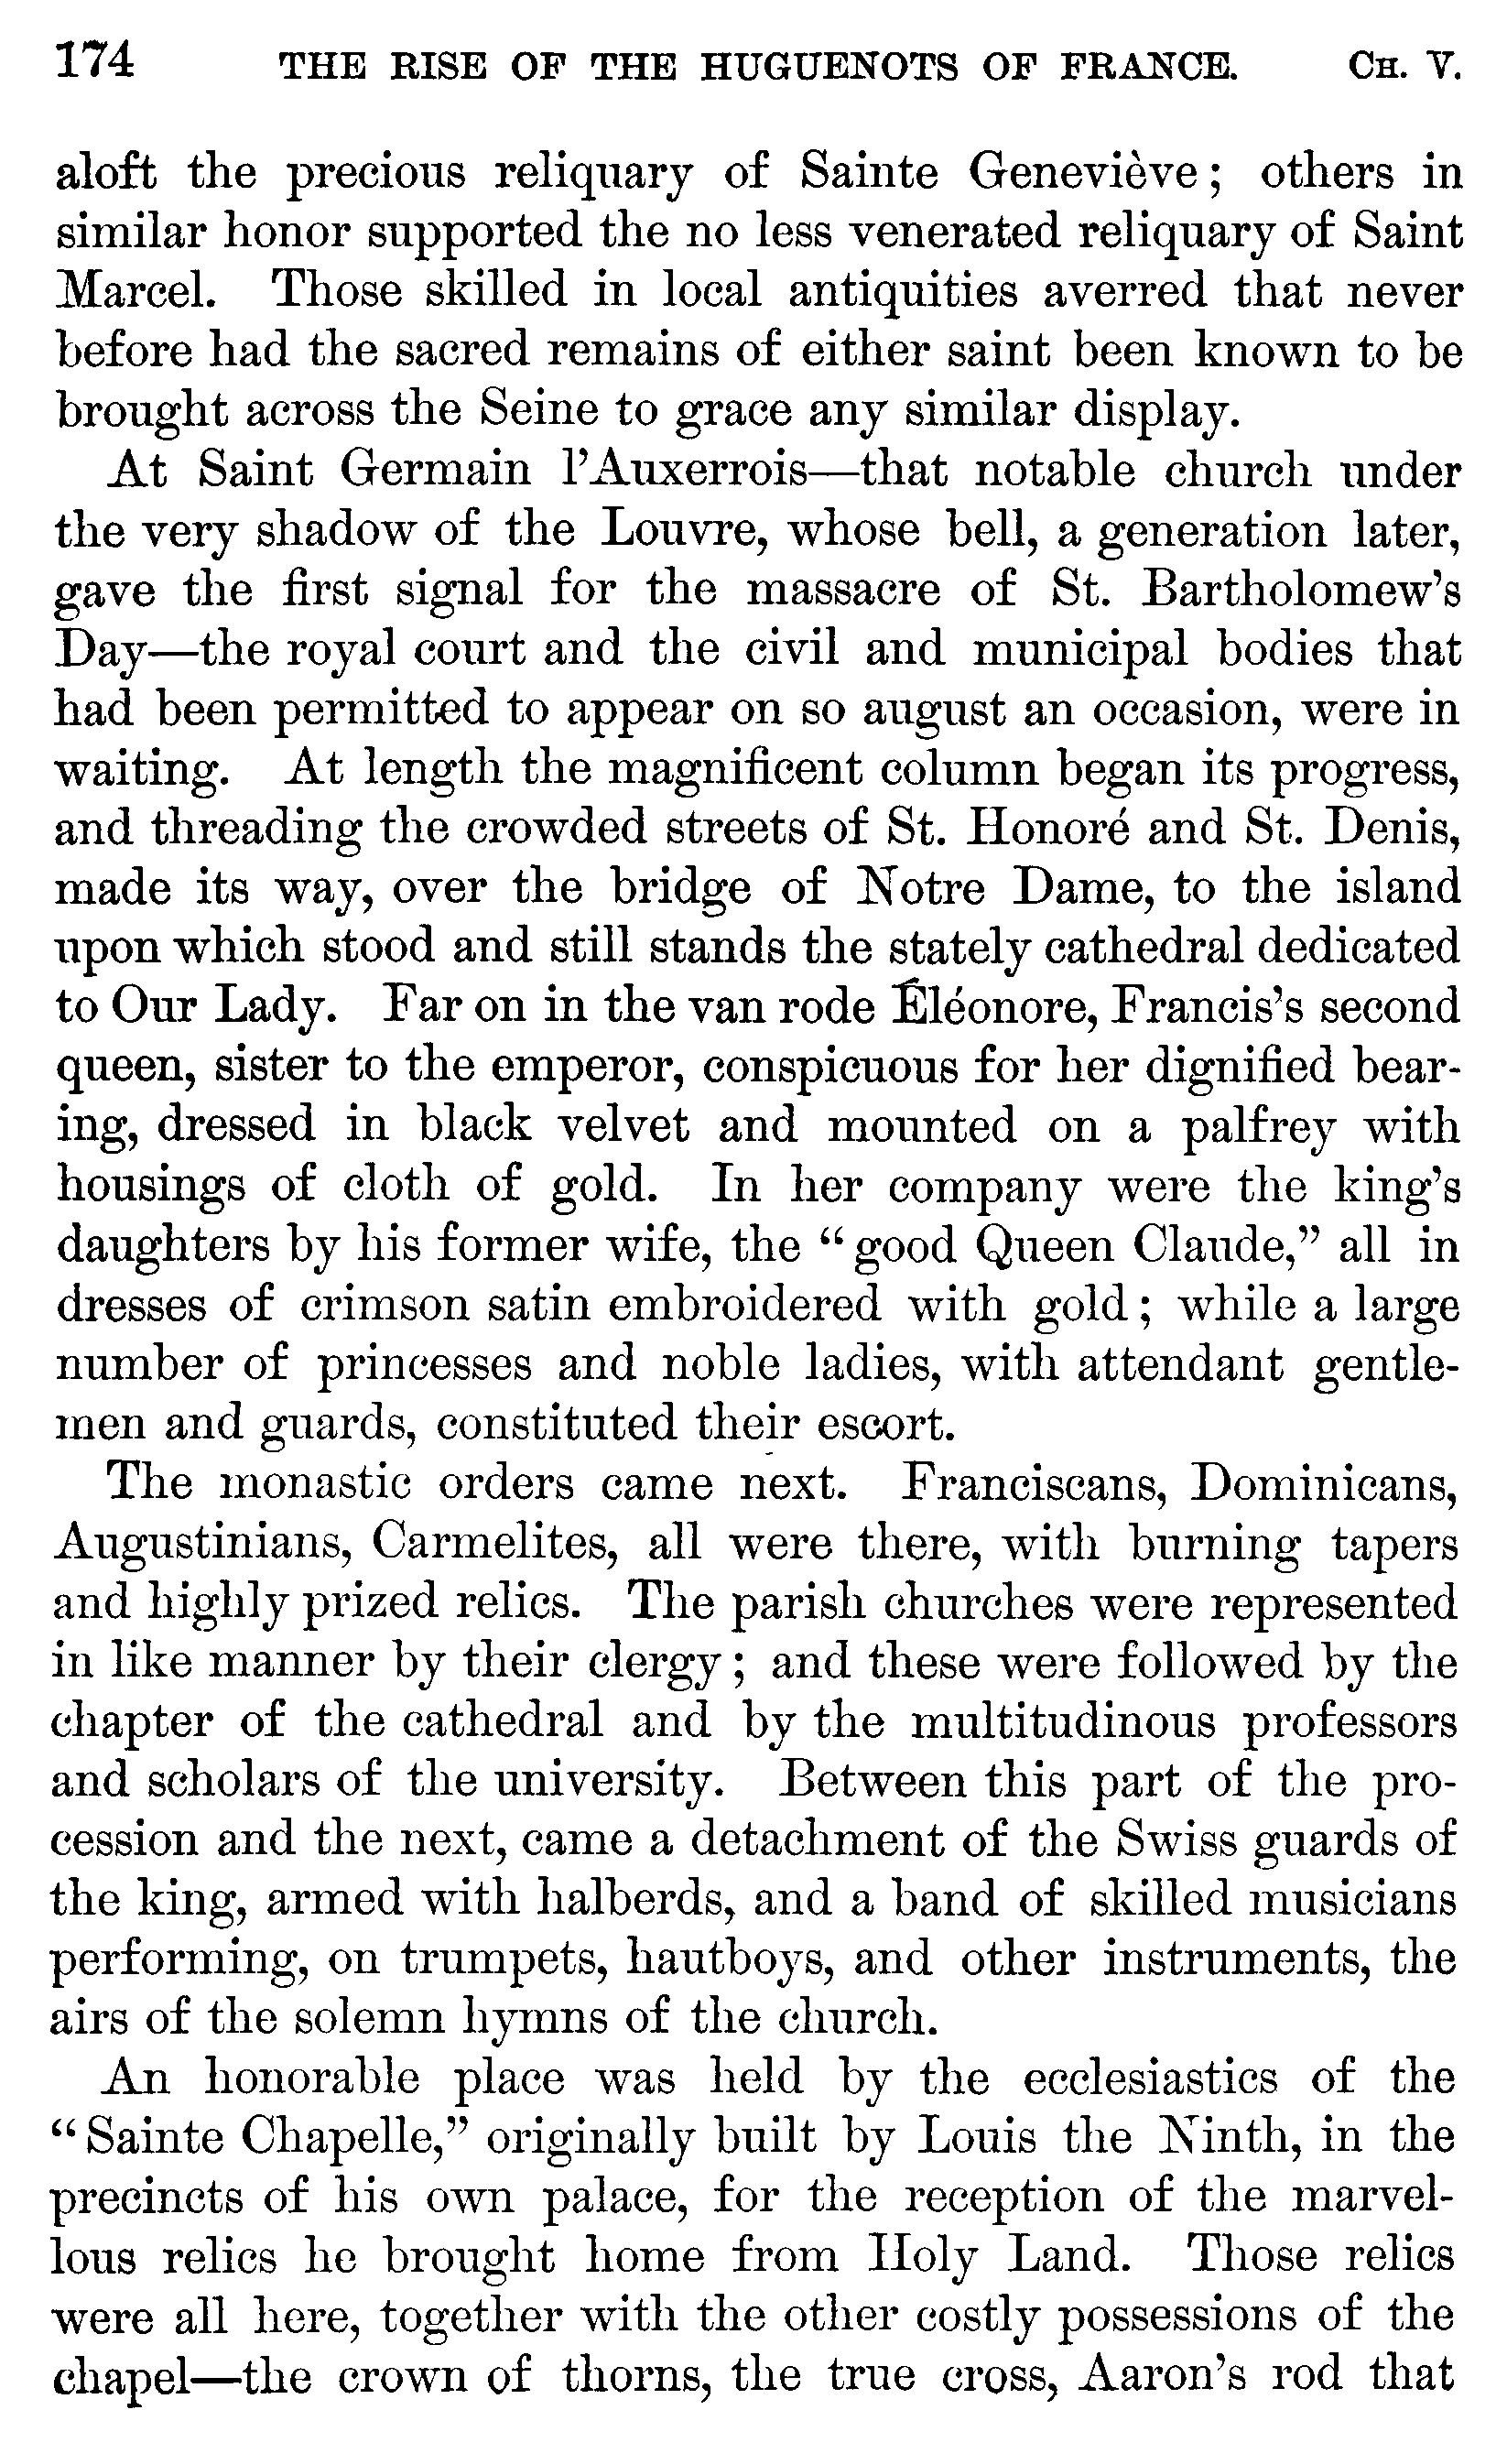 174 THE RISE OF THE HUGUENOTS OF FRANCE. CH. V.
aloft the precious reliquary of Sainte Geneviève; others in
similar honor supported the no less venerated reliquary of Saint
Marcel. Those skilled in local antiquities averred that never
before had the sacred remains of either saint been known to be
brought across the Seine to grace any similar display.
At Saint Germain l'Auxerrois—that notable church under
the very shadow of the Louvre, whose bell, a generation later,
gave the first signal for the massacre of St. Bartholomew's
Day—the royal court and the civil and municipal bodies that
had been permitted to appear on so august an occasion, were in
waiting. At length the magnificent column began its progress,
and threading the crowded streets of St. Honoré and St. Denis,
made its way, over the bridge of Notre Dame, to the island
upon which stood and still stands the stately cathedral dedicated
to Our Lady. Far on in the van rode Éléonore, Francis's second
queen, sister to the emperor, conspicuous for her dignified bear-
ing, dressed in black velvet and mounted on a palfrey with
housings of cloth of gold. In her company were the king's
daughters by his former wife, the "good Queen Claude," all in
dresses of crimson satin embroidered with gold; while a large
number of princesses and noble ladies, with attendant gentle-
men and guards, constituted their escort.
The monastic orders came next. Franciscans, Dominicans,
Augustinians, Carmelites, all were there, with burning tapers
and highly prized relics. The parish churches were represented
in like manner by their clergy; and these were followed by the
chapter of the cathedral and by the multitudinous professors
and scholars of the university. Between this part of the pro-
cession and the next, came a detachment of the Swiss guards of
the king, armed with halberds, and a band of skilled musicians
performing, on trumpets, hautboys, and other instruments, the
airs of the solemn hymns of the church.
An honorable place was held by the ecclesiastics of the
"Sainte Chapelle," originally built by Louis the Ninth, in the
precincts of his own palace, for the reception of the marvel-
lous relics he brought home from Holy Land. Those relics
were all here, together with the other costly possessions of the
chapel—the crown of thorns, the true cross, Aaron's rod that